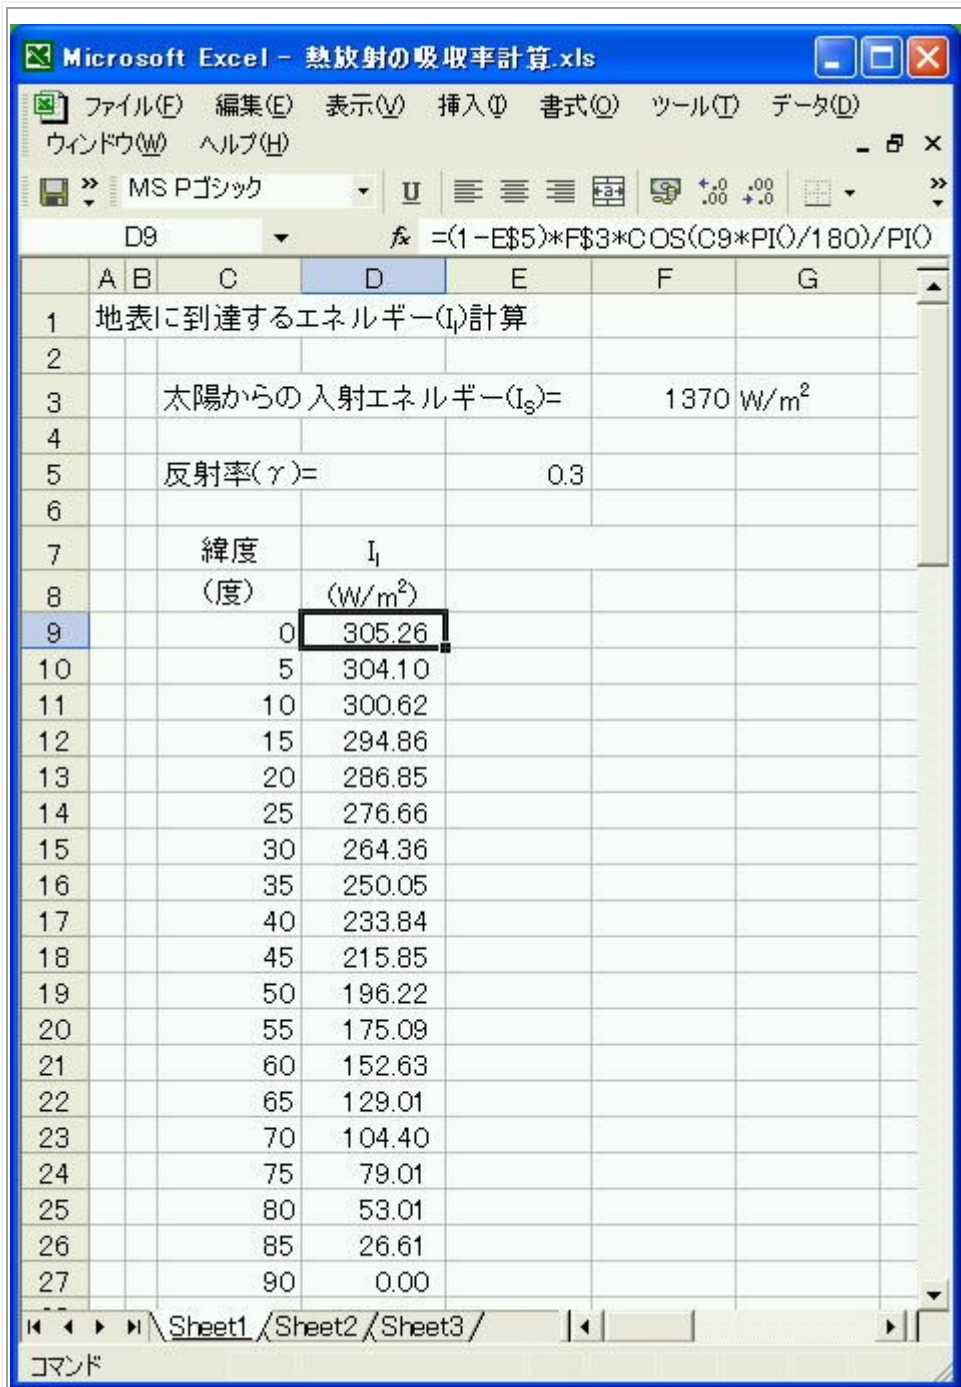 Microsoft Excel - 熱放射の吸収率計算.xls
ファイル(F) 編集(E) 表示(V) 挿入(I) 書式(O) ツール(T) データ(D)
ウィンドウ(W) ヘルプ(H)
MS Pゴシック U
D9 fx =(1-E$5)*F$3*COS(C9*PI()/180)/PI()
A B C D E F G
1 地表に到達するエネルギー(Iₗ)計算
2
3 太陽からの入射エネルギー(I_S)= 1370 W/m²
4
5 反射率(γ)= 0.3
6
7 緯度 Iₗ
8 (度) (W/m²)
9 0 305.26
10 5 304.10
11 10 300.62
12 15 294.86
13 20 286.85
14 25 276.66
15 30 264.36
16 35 250.05
17 40 233.84
18 45 215.85
19 50 196.22
20 55 175.09
21 60 152.63
22 65 129.01
23 70 104.40
24 75 79.01
25 80 53.01
26 85 26.61
27 90 0.00
Sheet1 Sheet2 Sheet3
コマンド